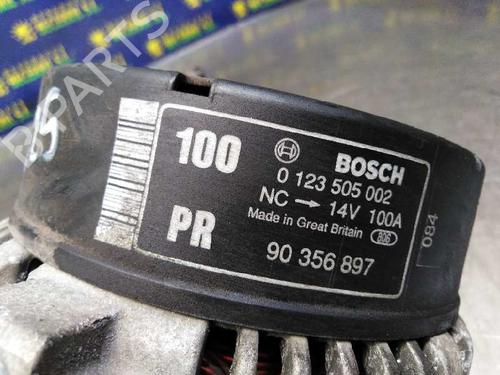 B-PARTS
100
BOSCH
0 123 505 002
NC → 14V 100A
Made in Great Britain 806
PR
90 356 897
084